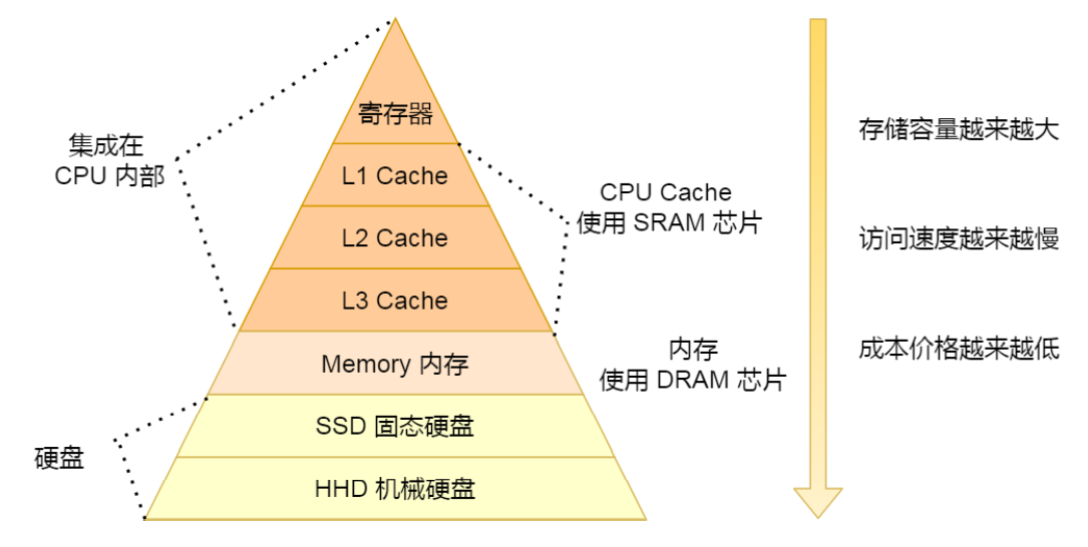 寄存器
集成在
CPU 内部
L1 Cache
L2 Cache
L3 Cache
CPU Cache
使用 SRAM 芯片
Memory 内存
内存
使用 DRAM 芯片
SSD 固态硬盘
HHD 机械硬盘
硬盘
存储容量越来越大
访问速度越来越慢
成本价格越来越低